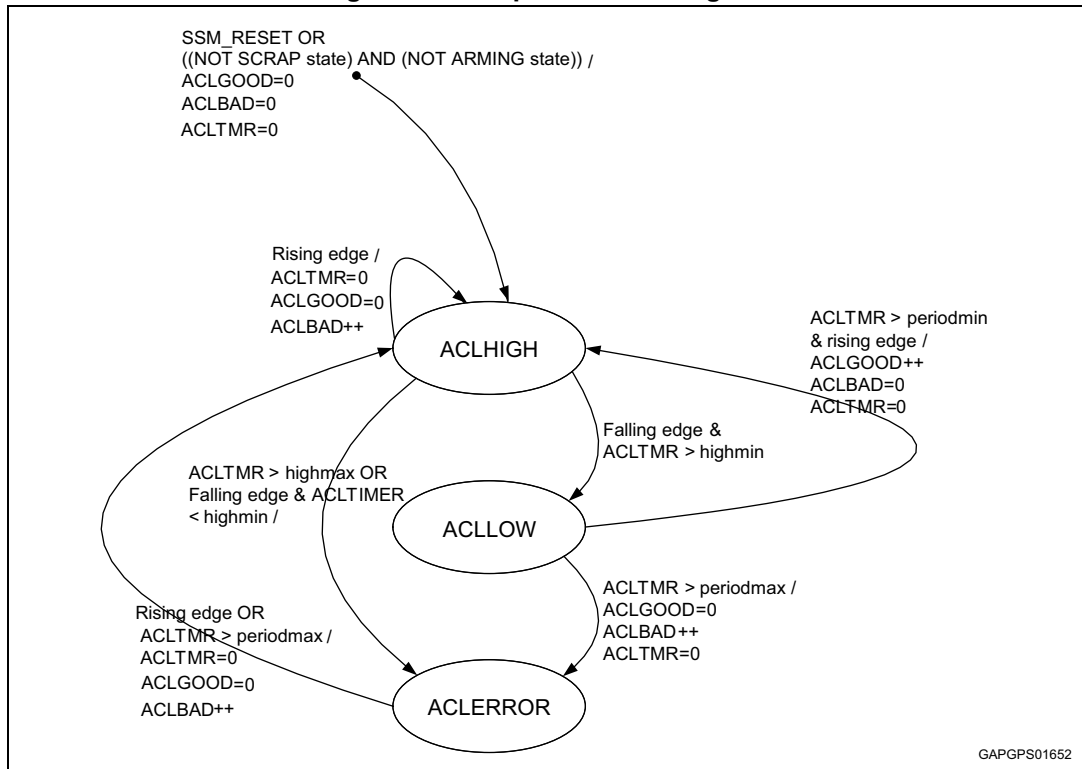 SSM_RESET OR
((NOT SCRAP state) AND (NOT ARMING state)) /
ACLGOOD=0
ACLBAD=0
ACLTMR=0
Rising edge /
ACLTMR=0
ACLGOOD=0
ACLBAD++
ACLHIGH
ACLTMR > periodmin
& rising edge /
ACLGOOD++
ACLBAD=0
ACLTMR=0
Falling edge &
ACLTMR > highmin
ACLTMR > highmax OR
Falling edge & ACLTIMER
< highmin /
ACLLOW
ACLTMR > periodmax /
ACLGOOD=0
ACLBAD++
ACLTMR=0
Rising edge OR
ACLTMR > periodmax /
ACLTMR=0
ACLGOOD=0
ACLBAD++
ACLERROR
GAPGPS01652